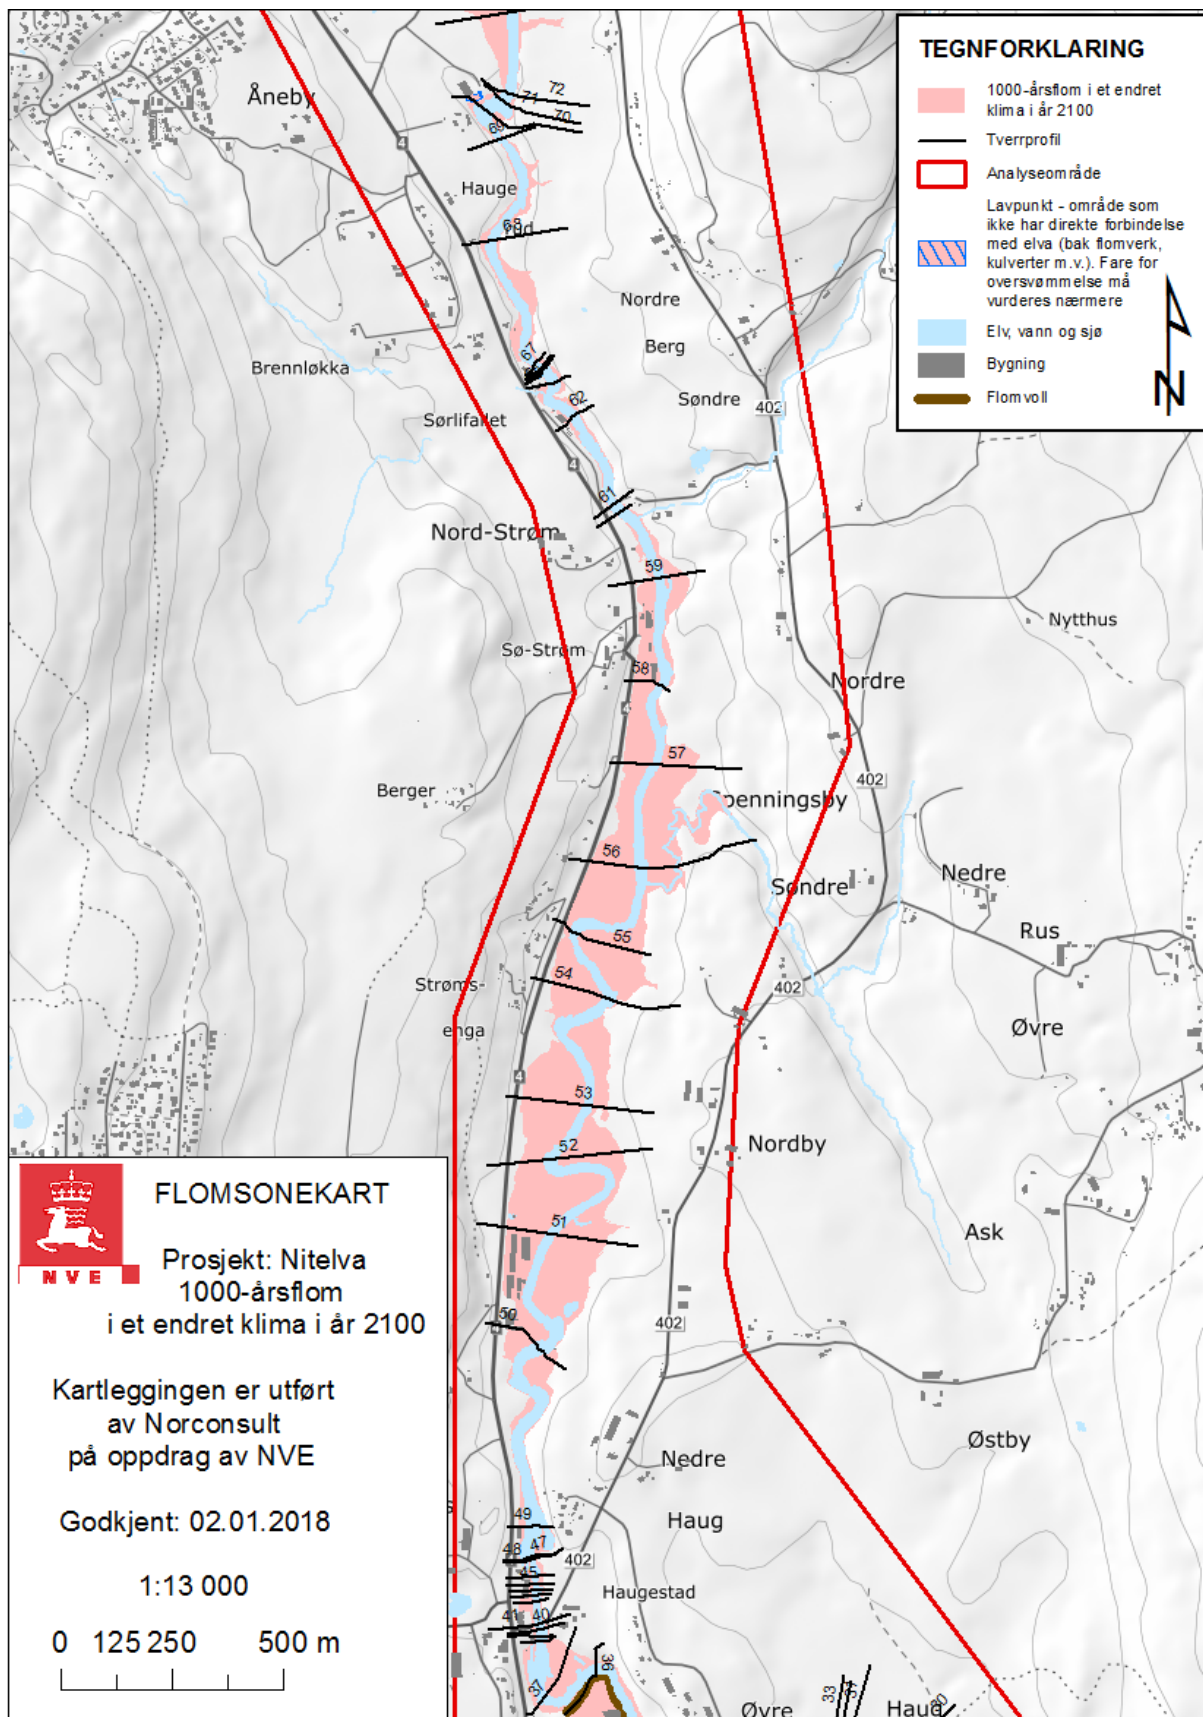 TEGNFORKLARING
1000-årsflom i et endret
klima i år 2100
Tverrprofil
Analyseområde
Lavpunkt - område som
ikke har direkte forbindelse
med elva (bak flomverk,
kulverter m.v.). Fare for
oversvømmelse må
vurderes nærmere
Elv, vann og sjø
Bygning
Flomvoll
N
Åneby
72
71
70
69
4
Hauge
68
rud
Nordre
Berg
67
Brennløkka
Søndre
402
62
Sørlifallet
4
61
Nord-Strøm
59
Nytthus
Sø-Strøm
58
Nordre
4
57
402
Berger
Spenningsby
56
Søndre
Nedre
55
Rus
54
Strøms-
402
enga
Øvre
4
53
52
Nordby
51
Ask
50
4
402
Østby
Nedre
Haug
49
48
47
402
45
Haugestad
41
40
36
37
33
34
30
Øvre
Haug
NVE
FLOMSONEKART
Prosjekt: Nitelva
1000-årsflom
i et endret klima i år 2100
Kartleggingen er utført
av Norconsult
på oppdrag av NVE
Godkjent: 02.01.2018
1:13 000
0 125 250 500 m